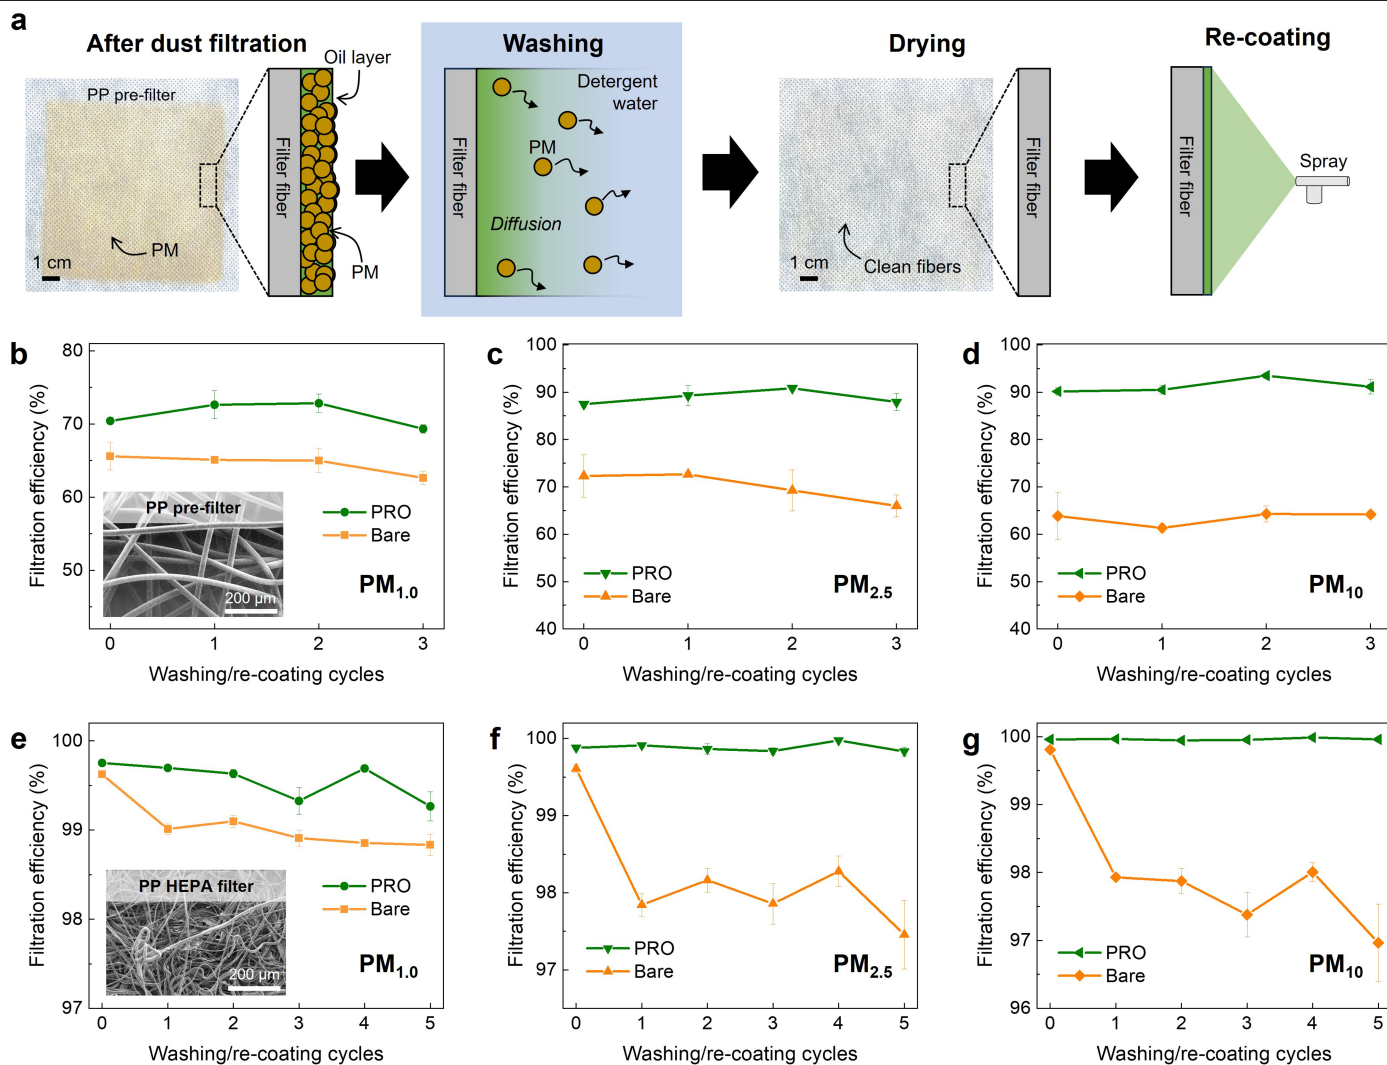 a
After dust filtration
Washing
Drying
Re-coating
Oil layer
PP pre-filter
Filter fiber
PM
PM
1 cm
Filter fiber
Detergent
water
PM
Diffusion
Clean fibers
1 cm
Filter fiber
Filter fiber
Spray
b
80
70
60
50
Filtration efficiency (%)
PP pre-filter
200 µm
PRO
Bare
PM1.0
0 1 2 3
Washing/re-coating cycles
c
100
90
80
70
60
50
40
Filtration efficiency (%)
PRO
Bare
PM2.5
0 1 2 3
Washing/re-coating cycles
d
100
90
80
70
60
50
40
Filtration efficiency (%)
PRO
Bare
PM10
0 1 2 3
Washing/re-coating cycles
e
100
99
98
97
Filtration efficiency (%)
PP HEPA filter
200 µm
PRO
Bare
PM1.0
0 1 2 3 4 5
Washing/re-coating cycles
f
100
99
98
97
Filtration efficiency (%)
PRO
Bare
PM2.5
0 1 2 3 4 5
Washing/re-coating cycles
g
100
99
98
97
96
Filtration efficiency (%)
PRO
Bare
PM10
0 1 2 3 4 5
Washing/re-coating cycles